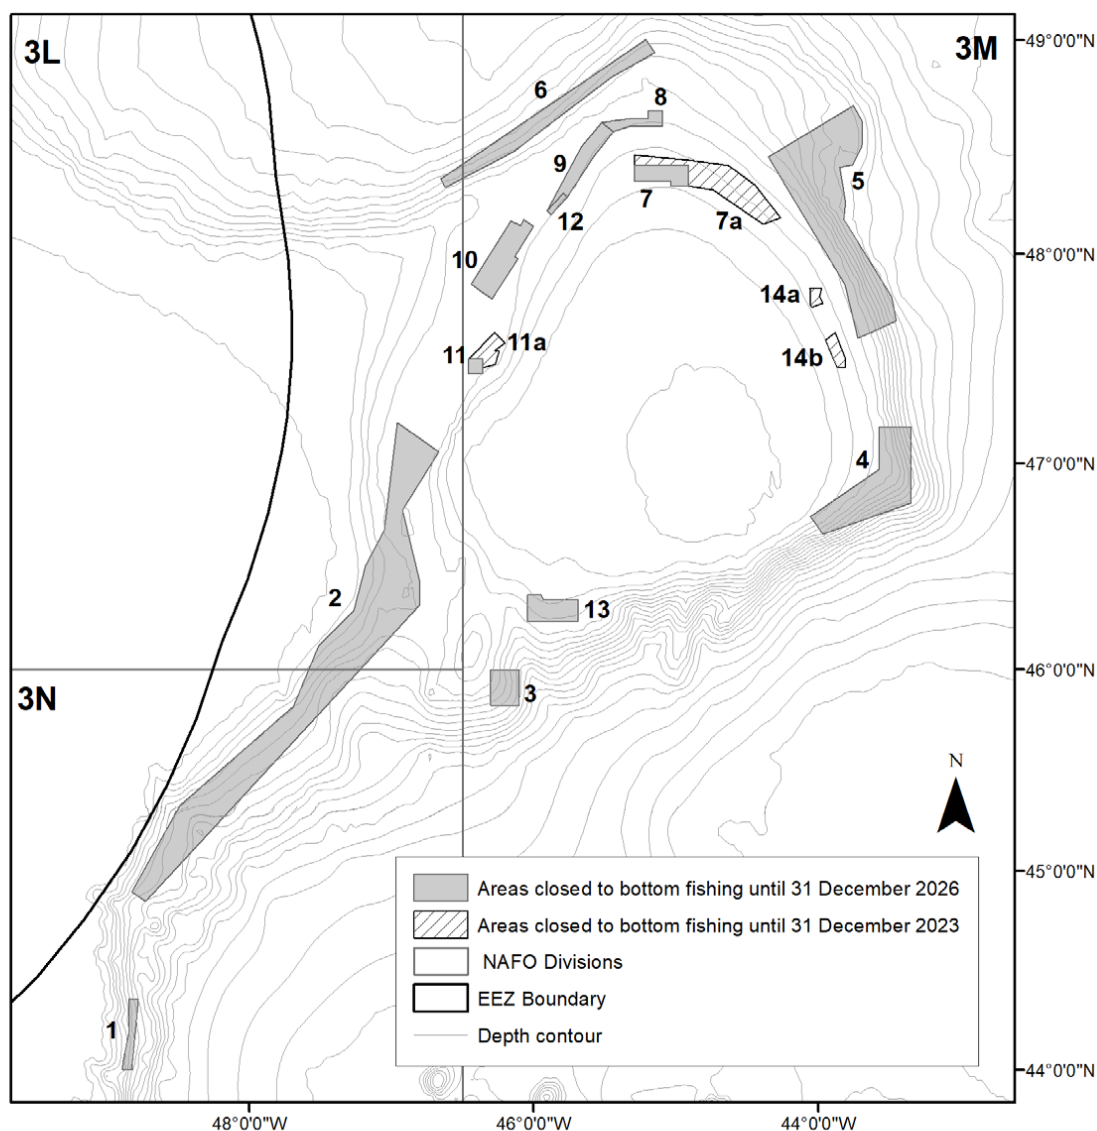 3L
3M
49°0'0"N
6
8
9
5
7
12
7a
48°0'0"N
10
14a
11a
11
14b
4
47°0'0"N
2
13
3N
3
46°0'0"N
N
45°0'0"N
Areas closed to bottom fishing until 31 December 2026
Areas closed to bottom fishing until 31 December 2023
NAFO Divisions
EEZ Boundary
Depth contour
1
44°0'0"N
48°0'0"W
46°0'0"W
44°0'0"W